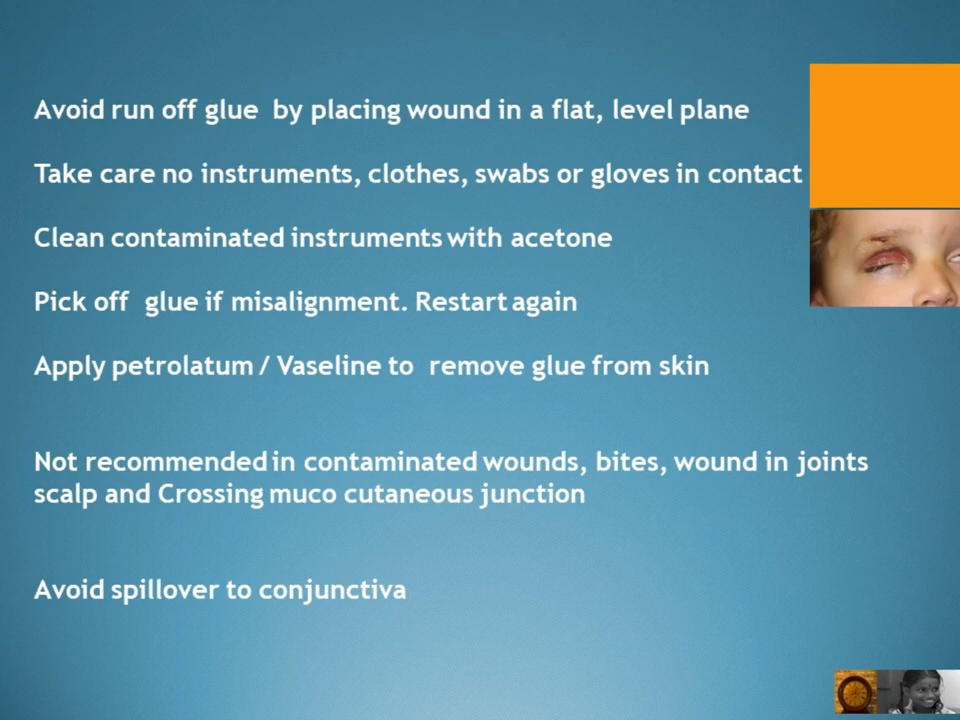 Avoid run off glue by placing wound in a flat, level plane
Take care no instruments, clothes, swabs or gloves in contact
Clean contaminated instruments with acetone
Pick off glue if misalignment. Restart again
Apply petrolatum / Vaseline to remove glue from skin
Not recommended in contaminated wounds, bites, wound in joints
scalp and Crossing muco cutaneous junction
Avoid spillover to conjunctiva